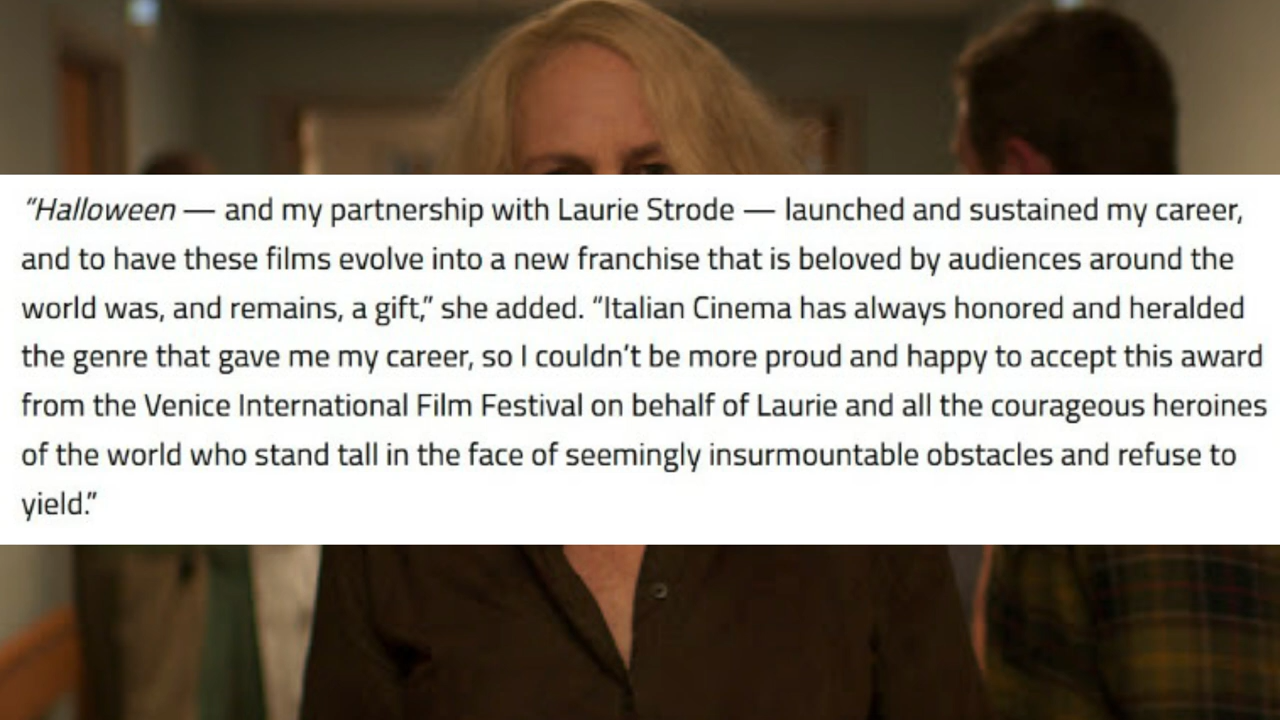 “Halloween — and my partnership with Laurie Strode — launched and sustained my career,
and to have these films evolve into a new franchise that is beloved by audiences around the
world was, and remains, a gift,” she added. “Italian Cinema has always honored and heralded
the genre that gave me my career, so I couldn’t be more proud and happy to accept this award
from the Venice International Film Festival on behalf of Laurie and all the courageous heroines
of the world who stand tall in the face of seemingly insurmountable obstacles and refuse to
yield.”